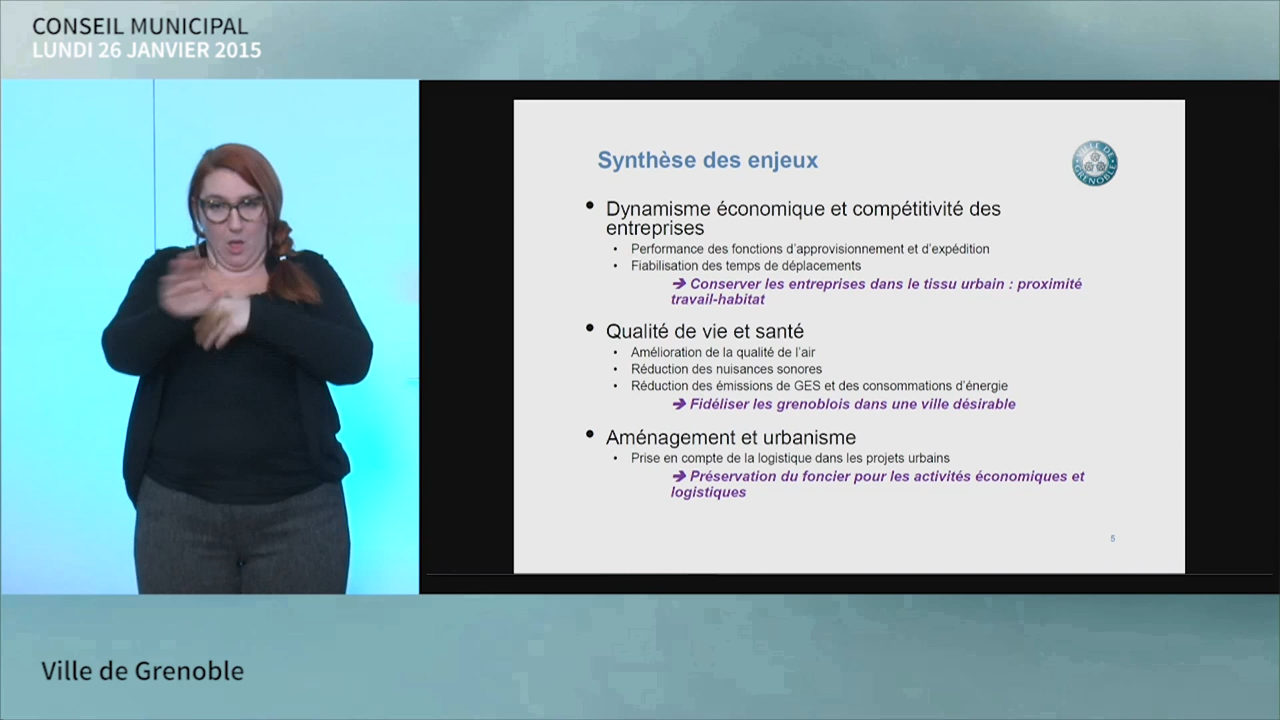 CONSEIL MUNICIPAL
LUNDI 26 JANVIER 2015
Synthèse des enjeux
VILLE DE GRENOBLE
• Dynamisme économique et compétitivité des
entreprises
• Performance des fonctions d'approvisionnement et d'expédition
• Fiabilisation des temps de déplacements
➔ Conserver les entreprises dans le tissu urbain : proximité
travail-habitat
• Qualité de vie et santé
• Amélioration de la qualité de l'air
• Réduction des nuisances sonores
• Réduction des émissions de GES et des consommations d'énergie
➔ Fidéliser les grenoblois dans une ville désirable
• Aménagement et urbanisme
• Prise en compte de la logistique dans les projets urbains
➔ Préservation du foncier pour les activités économiques et
logistiques
5
Ville de Grenoble